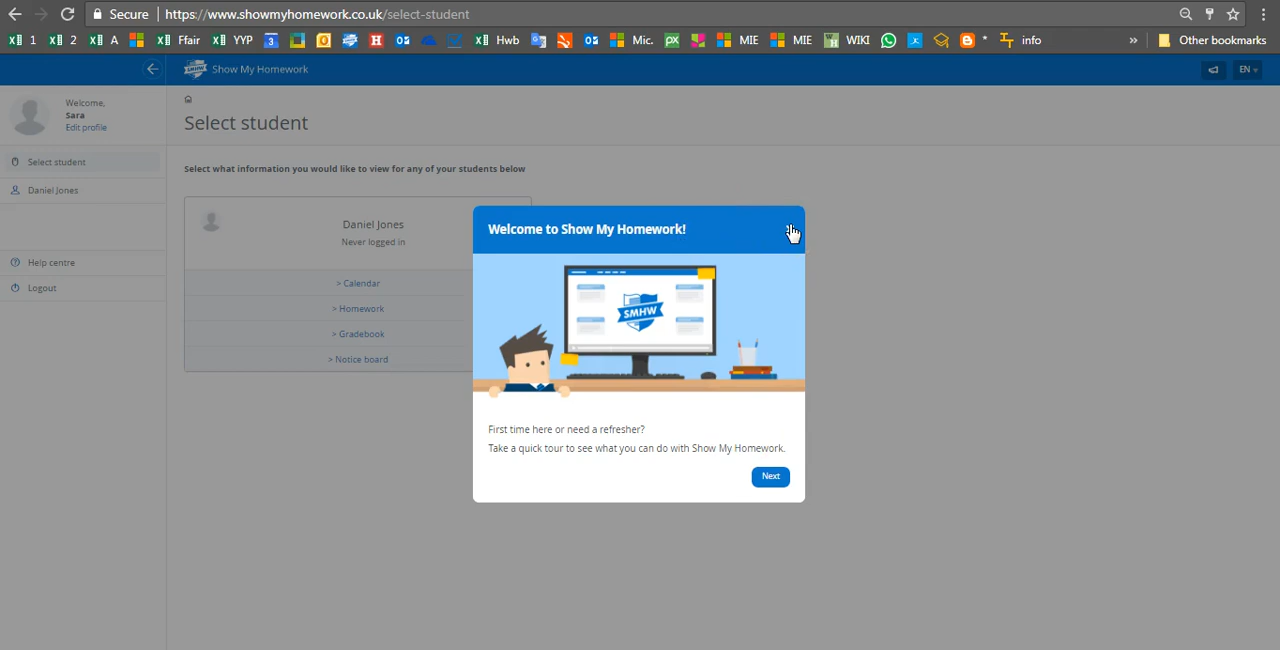 Secure https://www.showmyhomework.co.uk/select-student
1 2 A Ffair YYP 3 H Hwb Mic. px MIE MIE WIKI * info » Other bookmarks
SMHW Show My Homework EN
Welcome,
Sara
Edit profile
Select student
Select student
Daniel Jones
Help centre
Logout
Select what information you would like to view for any of your students below
Daniel Jones
Never logged in
> Calendar
> Homework
> Gradebook
> Notice board
Welcome to Show My Homework!
SMHW
First time here or need a refresher?
Take a quick tour to see what you can do with Show My Homework.
Next